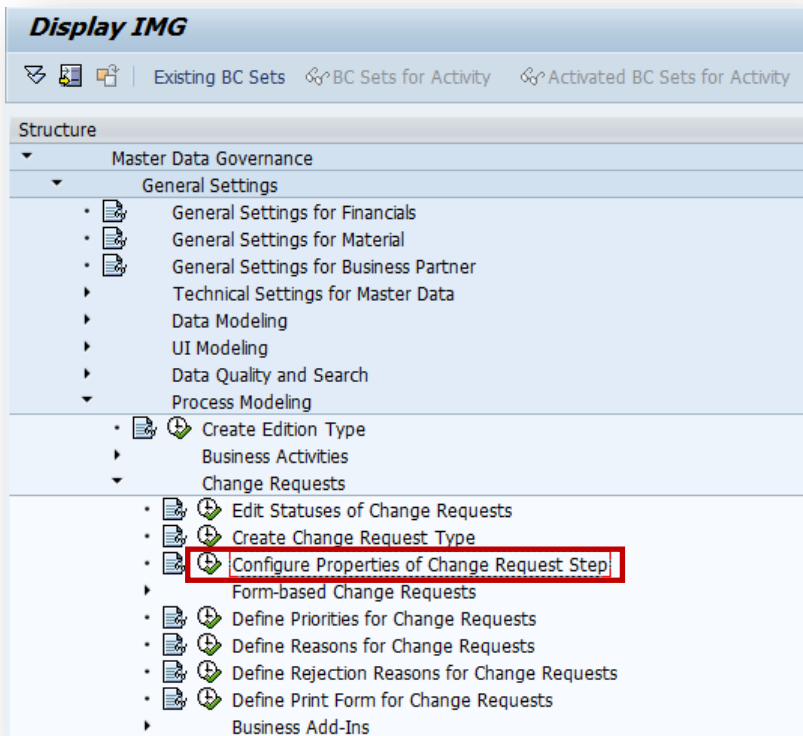 Display IMG
Existing BC Sets BC Sets for Activity Activated BC Sets for Activity
Structure
Master Data Governance
General Settings
General Settings for Financials
General Settings for Material
General Settings for Business Partner
Technical Settings for Master Data
Data Modeling
UI Modeling
Data Quality and Search
Process Modeling
Create Edition Type
Business Activities
Change Requests
Edit Statuses of Change Requests
Create Change Request Type
Configure Properties of Change Request Step
Form-based Change Requests
Define Priorities for Change Requests
Define Reasons for Change Requests
Define Rejection Reasons for Change Requests
Define Print Form for Change Requests
Business Add-Ins